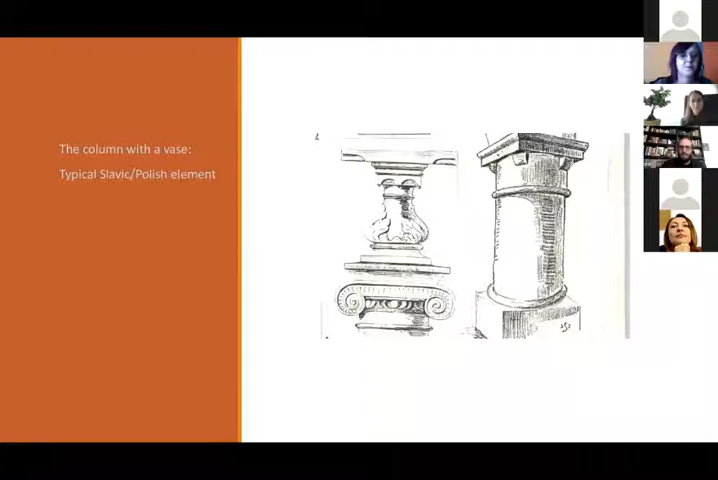 The column with a vase:
Typical Slavic/Polish element